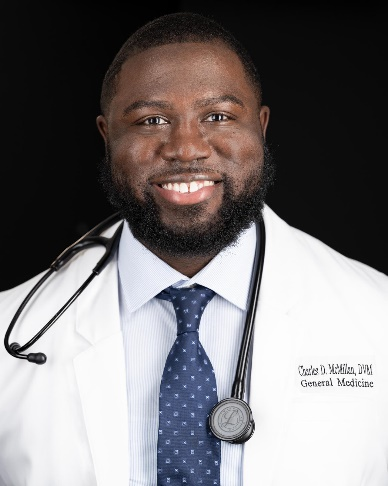 Charles D. McMillan, DVM
General Medicine